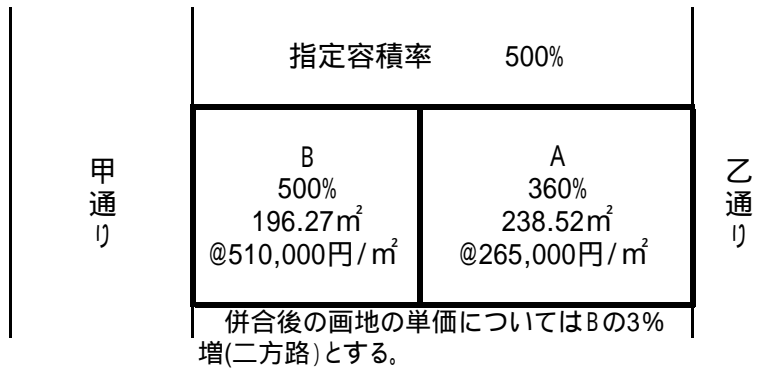 指定容積率 500%
甲通り
B
500%
196.27㎡
@510,000円/㎡
A
360%
238.52㎡
@265,000円/㎡
乙通り
併合後の画地の単価についてはBの3%
増(二方路)とする。